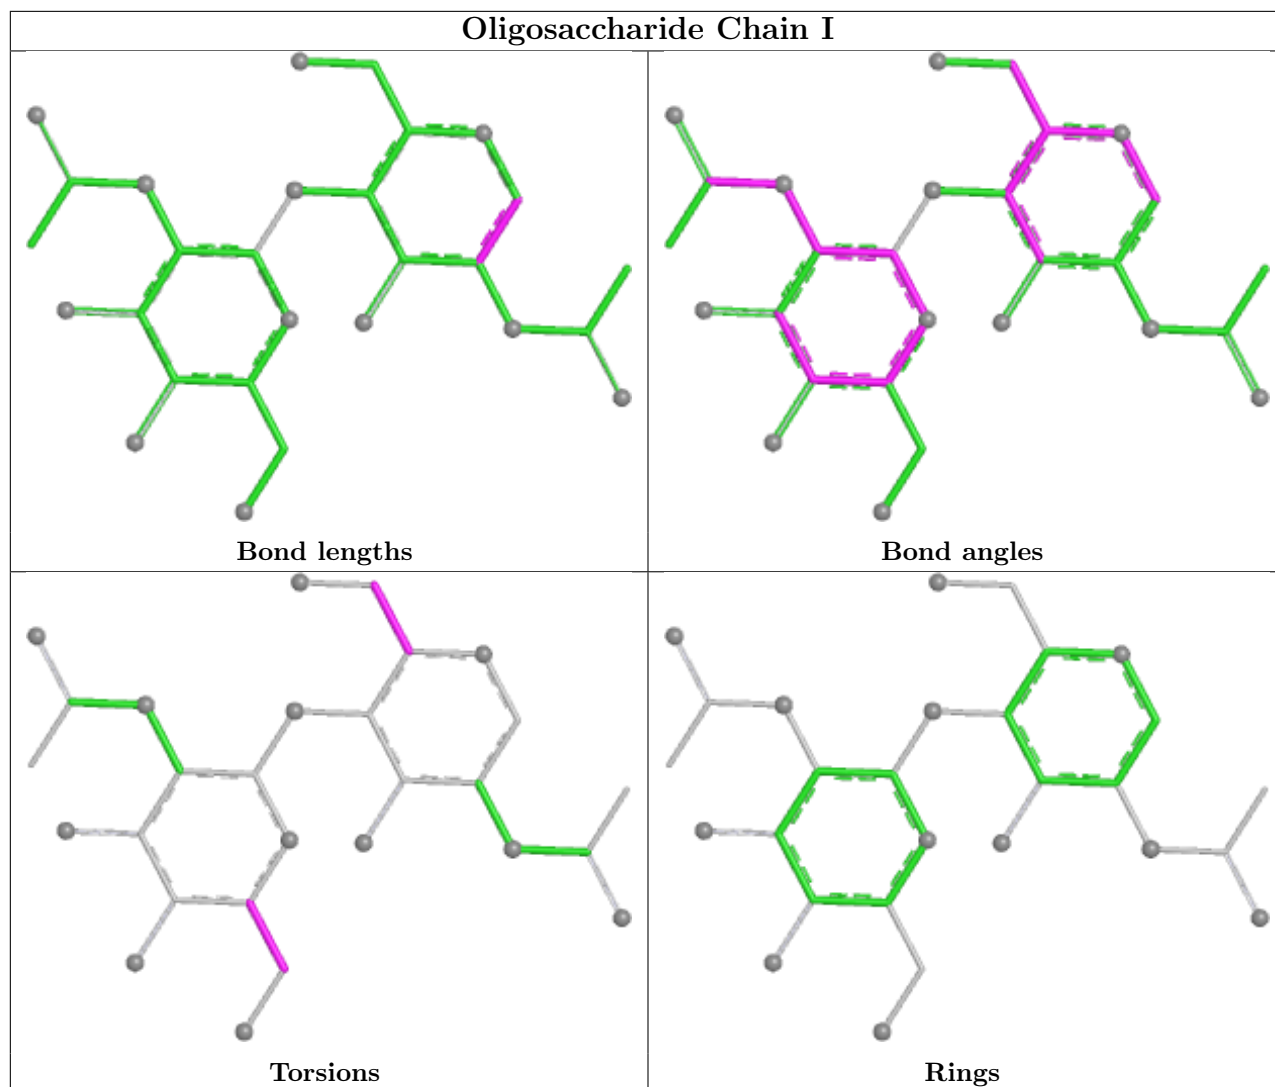 Oligosaccharide Chain I
Bond lengths
Bond angles
Torsions
Rings